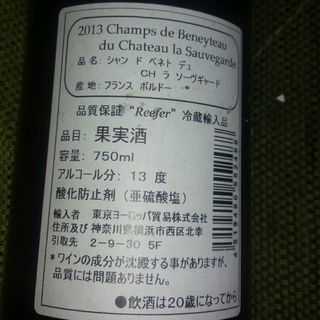 2013 Champs de Beneyteau
du Chateau la Sauvegarde
品 名: シャン ド ベネト デュ
CH ラ ソーヴギャード
産 地: フランス ボルドー
品質保証 “Reefer” 冷蔵輸入品
品目: 果実酒
容量: 750ml
アルコール分: 13 度
酸化防止剤 (亜硫酸塩)
輸入者 東京ヨーロッパ貿易株式会社
住所及び 神奈川県横浜市西区北幸
引取先 2-9-30 5F
*ワインの成分が沈殿する事がありますが、
品質には問題ありません。
●飲酒は20歳になってから